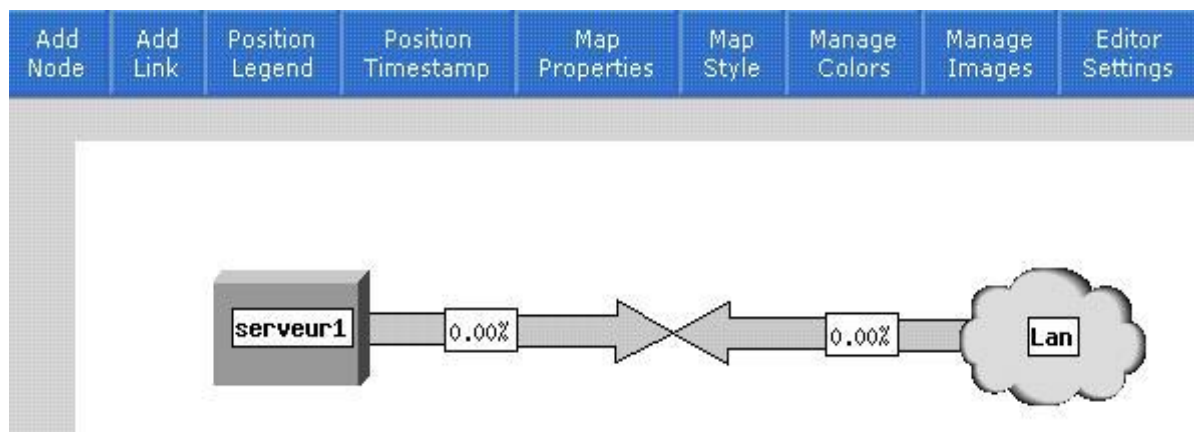 Add Node
Add Link
Position Legend
Position Timestamp
Map Properties
Map Style
Manage Colors
Manage Images
Editor Settings
serveur1
0.00%
0.00%
Lan